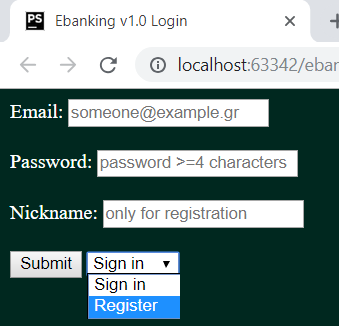 PS Ebanking v1.0 Login
localhost:63342/eban
Email: someone@example.gr
Password: password >=4 characters
Nickname: only for registration
Submit Sign in
Sign in
Register